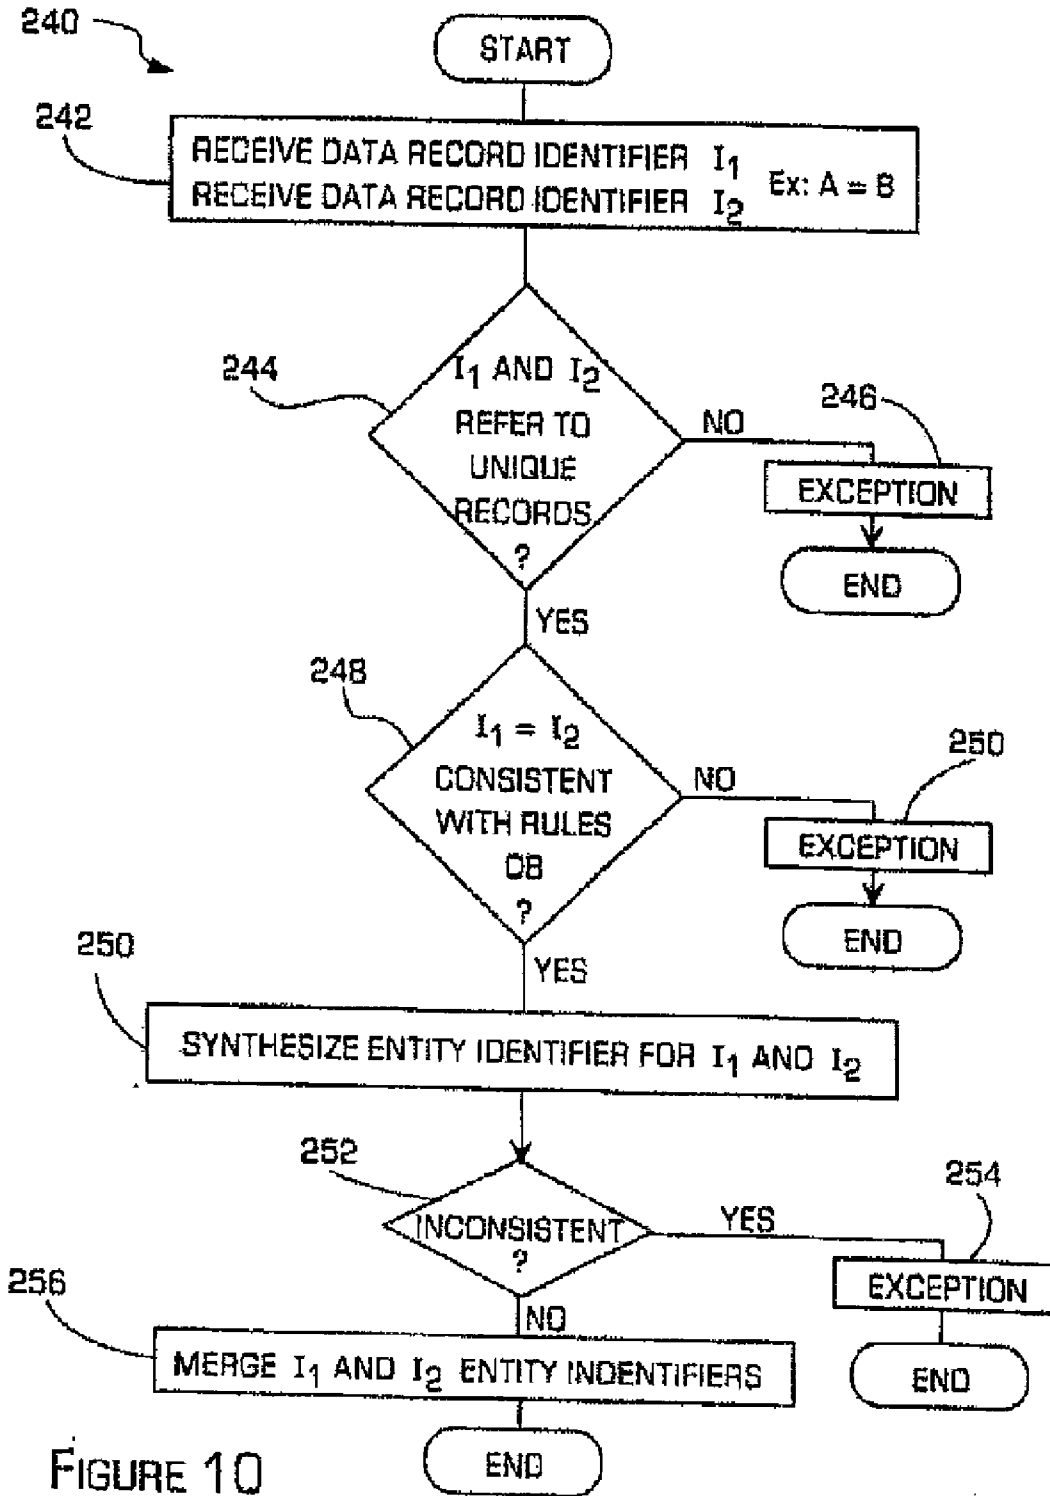 240
START
242
RECEIVE DATA RECORD IDENTIFIER I1
RECEIVE DATA RECORD IDENTIFIER I2
Ex: A = B
244
I1 AND I2
REFER TO
UNIQUE
RECORDS
?
NO
246
EXCEPTION
END
YES
248
I1 = I2
CONSISTENT
WITH RULES
DB
?
NO
250
EXCEPTION
END
YES
250
SYNTHESIZE ENTITY IDENTIFIER FOR I1 AND I2
252
INCONSISTENT
?
YES
254
EXCEPTION
END
NO
256
MERGE I1 AND I2 ENTITY INDENTIFIERS
END
FIGURE 10